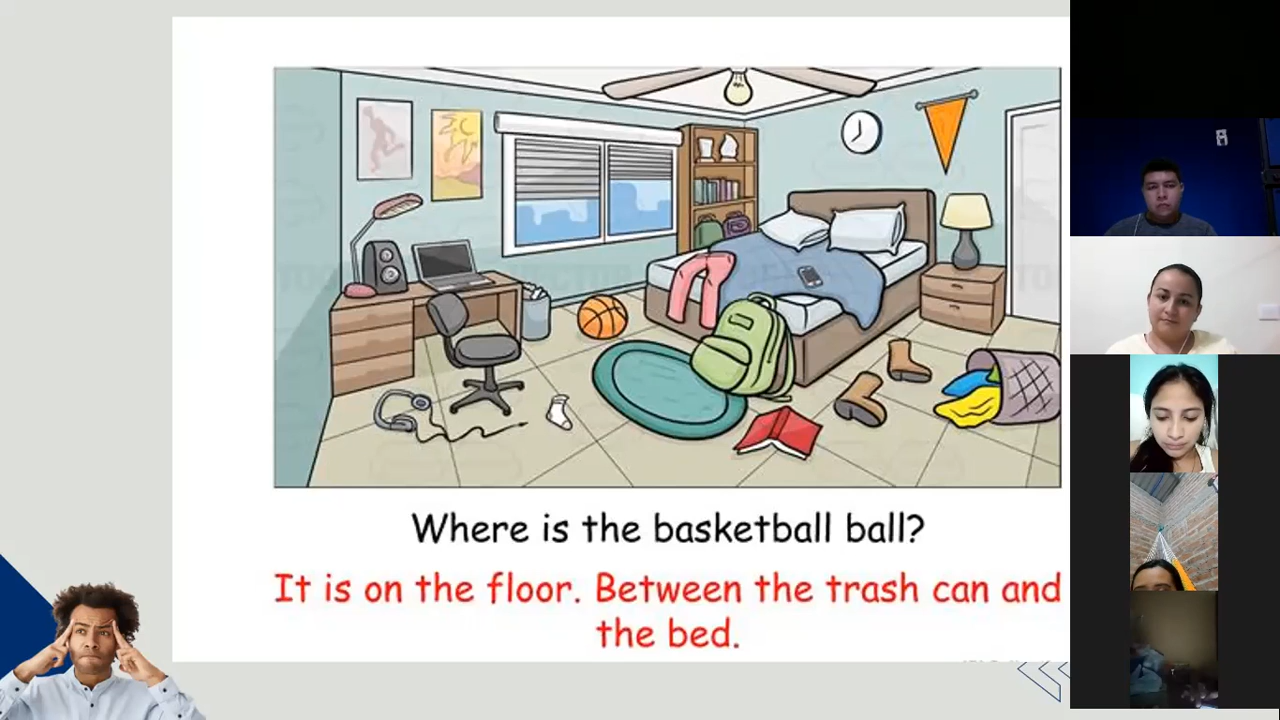 Where is the basketball ball?
It is on the floor. Between the trash can and
the bed.